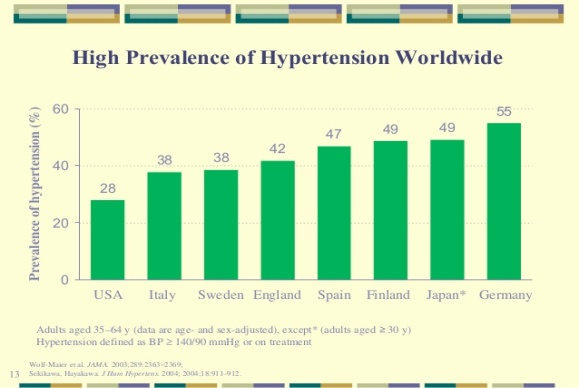 High Prevalence of Hypertension Worldwide
Prevalence of hypertension (%)
60
40
20
0
28
38
38
42
47
49
49
55
USA Italy Sweden England Spain Finland Japan* Germany
Adults aged 35–64 y (data are age- and sex-adjusted), except* (adults aged ≥ 30 y)
Hypertension defined as BP ≥ 140/90 mmHg or on treatment
Wolf-Maier et al. JAMA. 2003;289:2363–2369;
Sekikawa, Hayakawa. J Hum Hypertens. 2004; 2004;18:911–912.
13